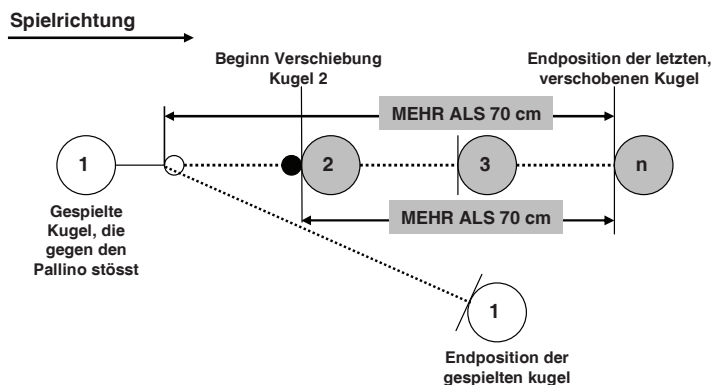 Spielrichtung
Beginn Verschiebung
Kugel 2
Endposition der letzten,
verschobenen Kugel
MEHR ALS 70 cm
1
2
3
n
Gespielte
Kugel, die
gegen den
Pallino stösst
MEHR ALS 70 cm
1
Endposition der
gespielten kugel